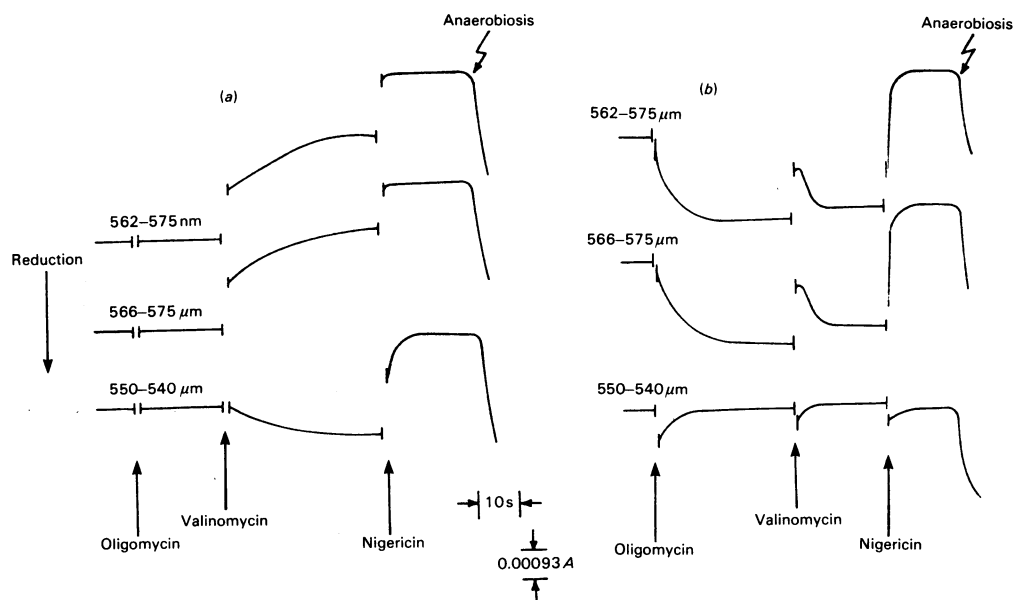 Anaerobiosis
(a)
562–575 nm
Reduction
566–575 μm
550–540 μm
Valinomycin
Oligomycin
Nigericin
10 s
0.00093 A
Anaerobiosis
(b)
562–575 μm
566–575 μm
550–540 μm
Valinomycin
Oligomycin
Nigericin